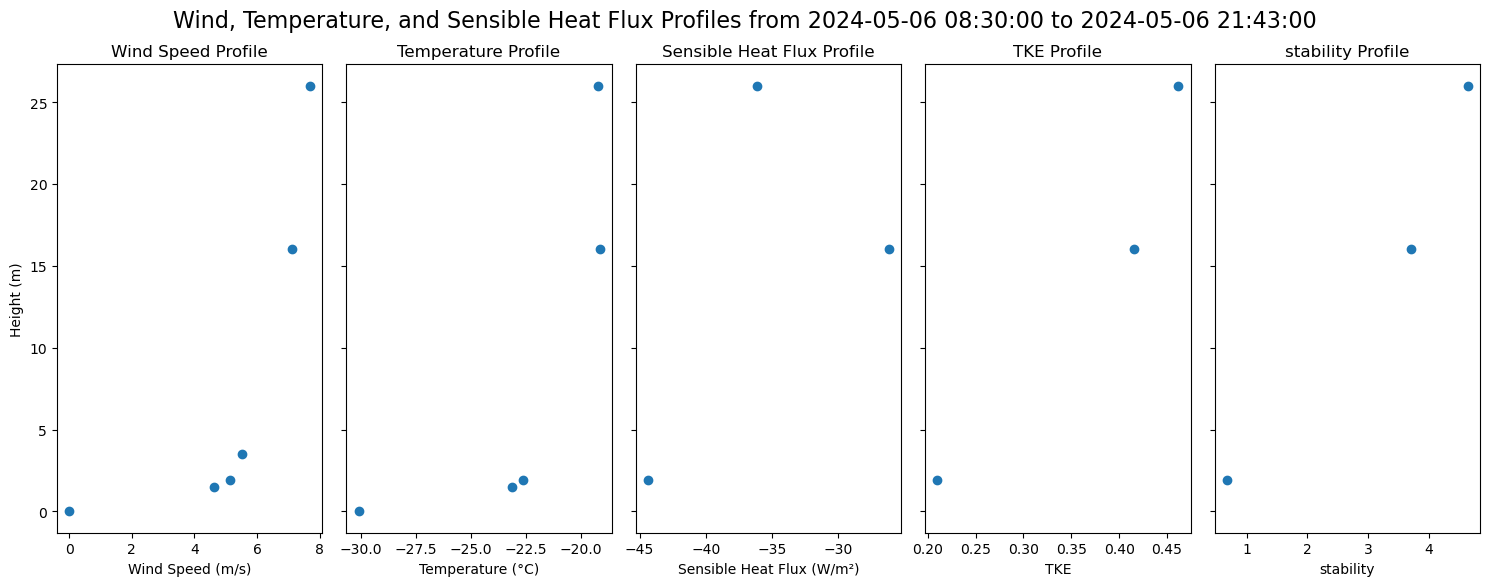 Wind, Temperature, and Sensible Heat Flux Profiles from 2024-05-06 08:30:00 to 2024-05-06 21:43:00
Wind Speed Profile
Temperature Profile
Sensible Heat Flux Profile
TKE Profile
stability Profile
Height (m)
25
20
15
10
5
0
0 2 4 6 8
−30.0 −27.5 −25.0 −22.5 −20.0
−45 −40 −35 −30
0.20 0.25 0.30 0.35 0.40 0.45
1 2 3 4
Wind Speed (m/s)
Temperature (°C)
Sensible Heat Flux (W/m²)
TKE
stability